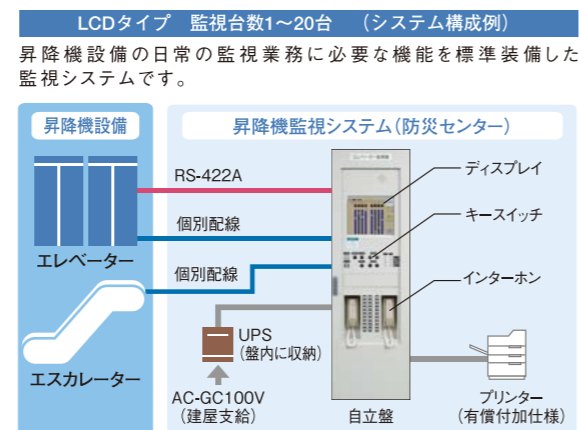 LCDタイプ 監視台数1～20台 （システム構成例）
昇降機設備の日常の監視業務に必要な機能を標準装備した
監視システムです。
昇降機設備
昇降機監視システム（防災センター）
RS-422A
個別配線
個別配線
エレベーター
エスカレーター
UPS
（盤内に収納）
AC-GC100V
（建屋支給）
ディスプレイ
キースイッチ
インターホン
自立盤
プリンター
（有償付加仕様）